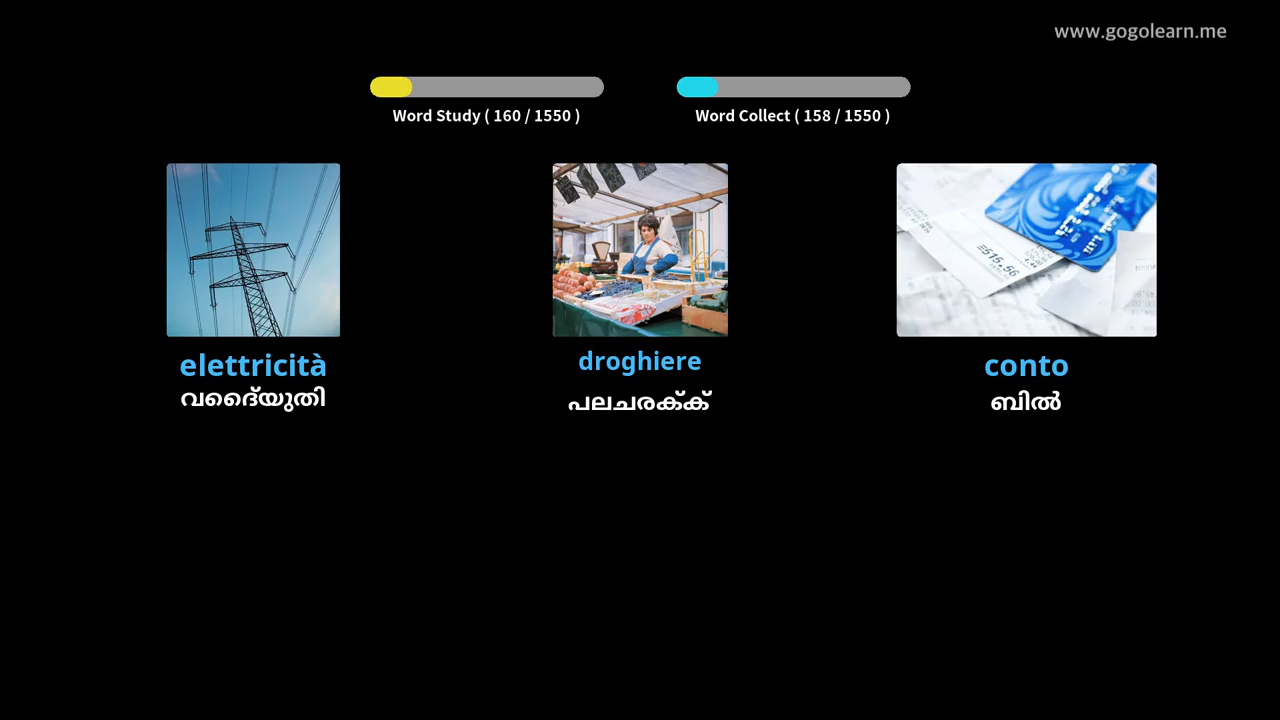 www.gogolearn.me
Word Study ( 160 / 1550 )
Word Collect ( 158 / 1550 )
elettricità
droghiere
conto
വൈദ്യുതി
പലചരക്ക്
ബിൽ